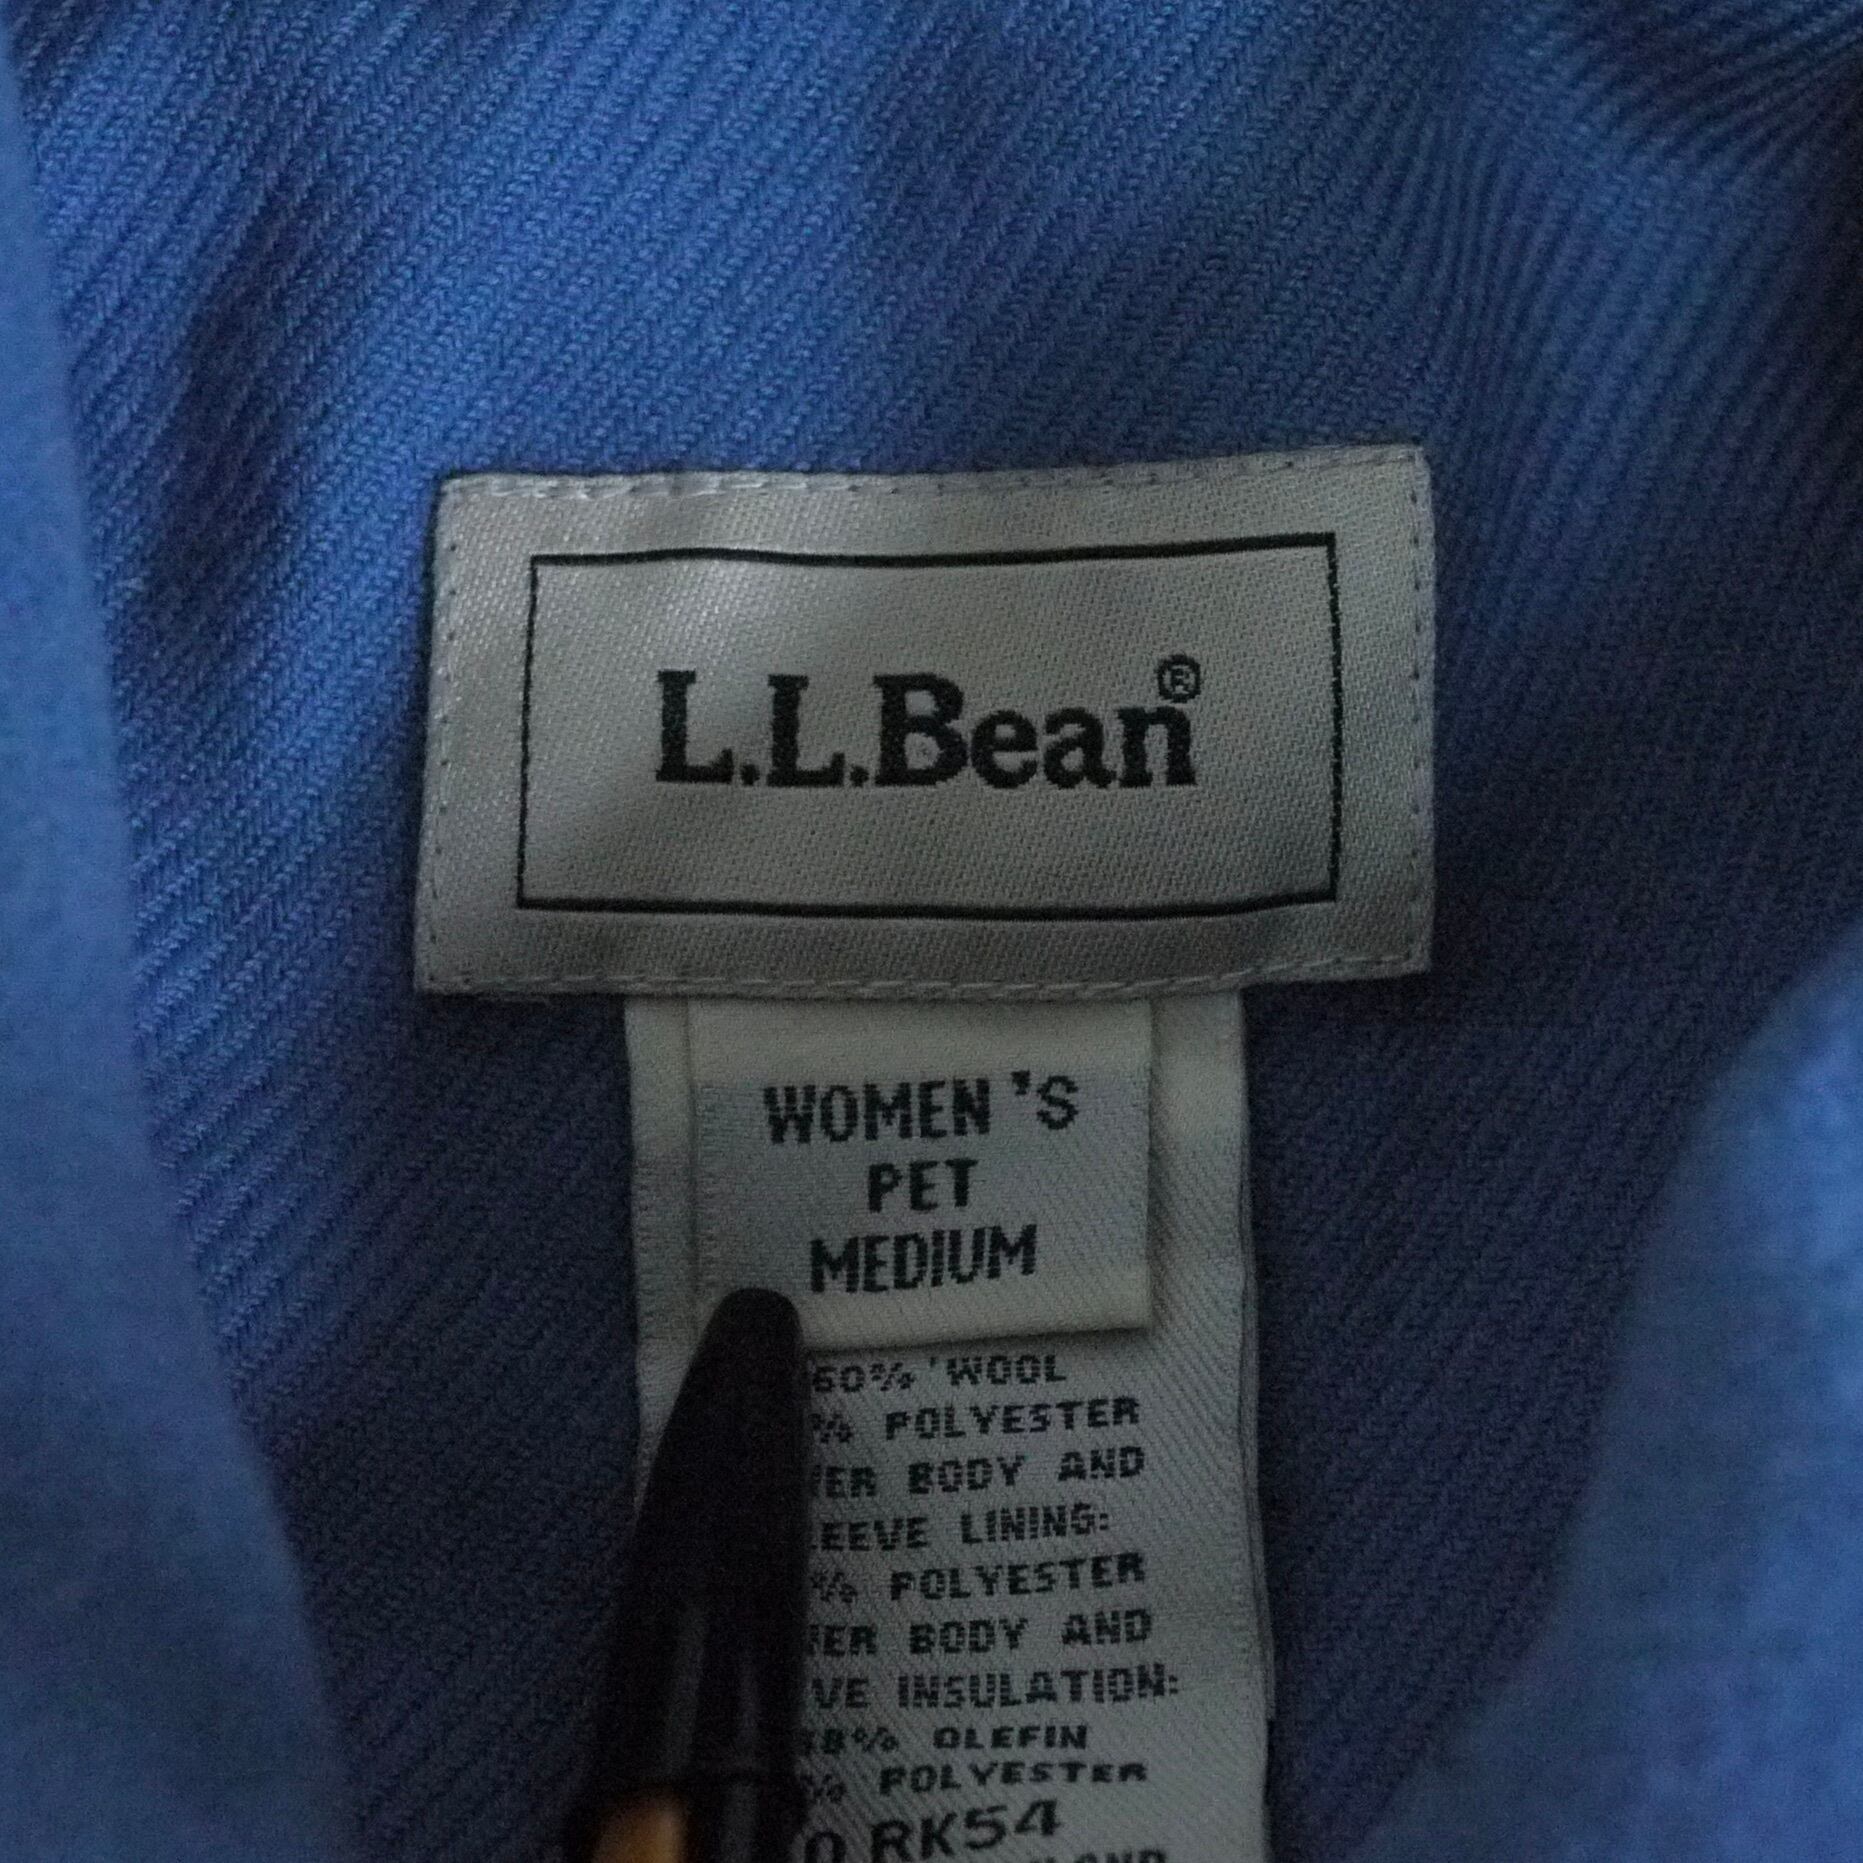 L.L.Bean®
WOMEN'S
PET
MEDIUM
60% WOOL
% POLYESTER
BODY AND
LINING:
% POLYESTER
BODY AND
INSULATION:
% OLEFIN
% POLYESTER
RK54